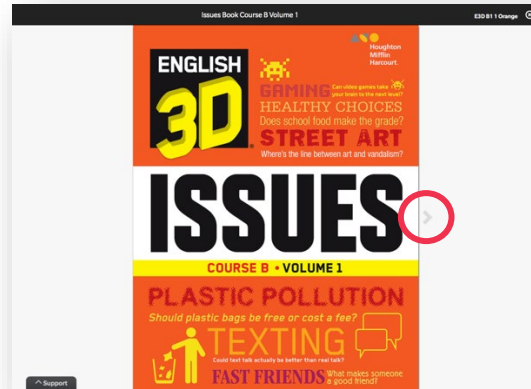 Issues Book Course B Volume 1
E3D B1 1 Orange
Houghton
Mifflin
Harcourt
ENGLISH
3D
GAMING Can video games take
your brain to the next level?
HEALTHY CHOICES
Does school food make the grade?
STREET ART
Where's the line between art and vandalism?
ISSUES
COURSE B • VOLUME 1
PLASTIC POLLUTION
Should plastic bags be free or cost a fee?
TEXTING
Could text talk actually be better than real talk?
FAST FRIENDS What makes someone
a good friend?
Support